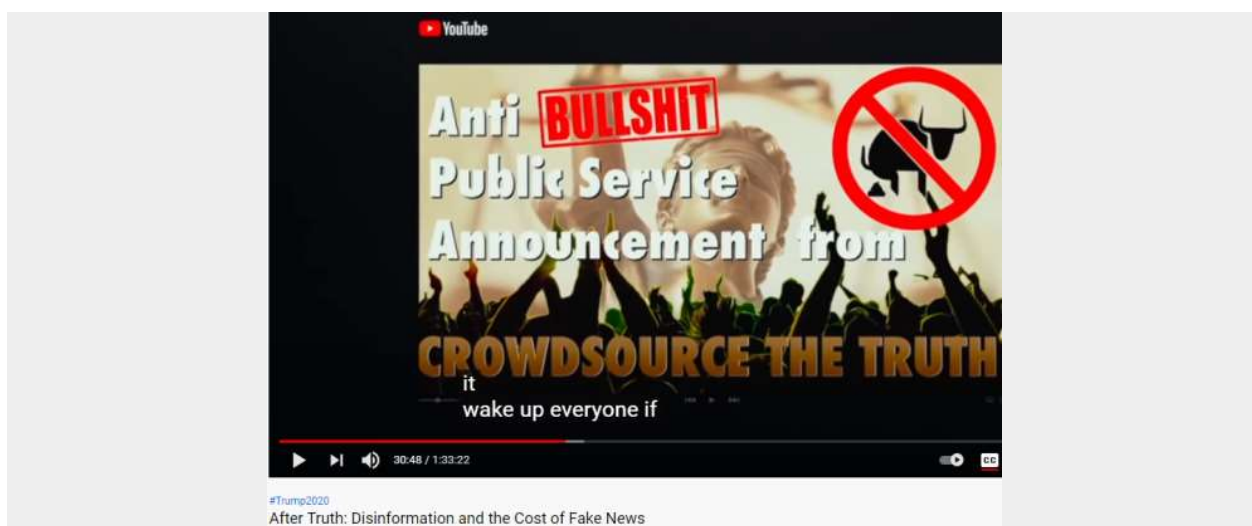 YouTube
Anti BULLSHIT
Public Service
Announcement from
CROWDSOURCE THE TRUTH
it
wake up everyone if
30:48 / 1:33:22
CC
#Trump2020
After Truth: Disinformation and the Cost of Fake News